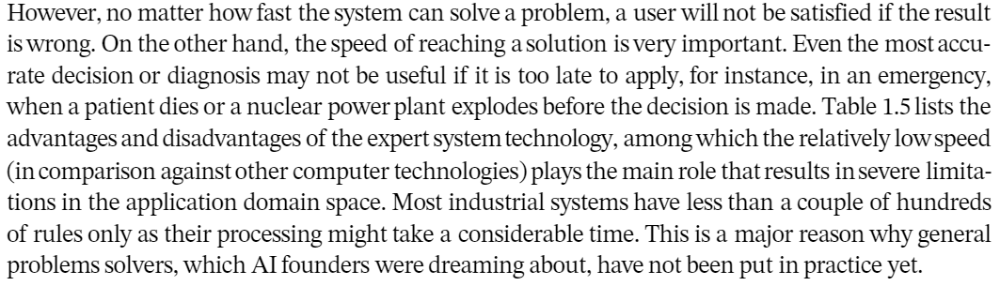 However, no matter how fast the system can solve a problem, a user will not be satisfied if the result
is wrong. On the other hand, the speed of reaching a solution is very important. Even the most accu-
rate decision or diagnosis may not be useful if it is too late to apply, for instance, in an emergency,
when a patient dies or a nuclear power plant explodes before the decision is made. Table 1.5 lists the
advantages and disadvantages of the expert system technology, among which the relatively low speed
(in comparison against other computer technologies) plays the main role that results in severe limita-
tions in the application domain space. Most industrial systems have less than a couple of hundreds
of rules only as their processing might take a considerable time. This is a major reason why general
problems solvers, which AI founders were dreaming about, have not been put in practice yet.